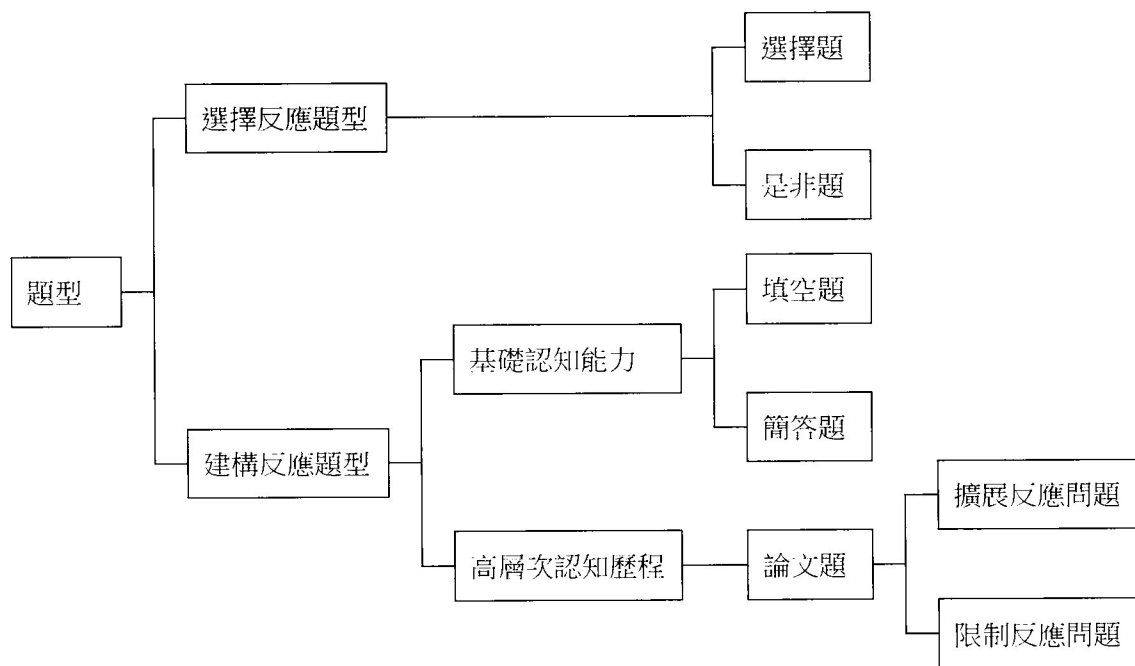 題型
選擇反應題型
選擇題
是非題
建構反應題型
基礎認知能力
填空題
簡答題
高層次認知歷程
論文題
擴展反應問題
限制反應問題